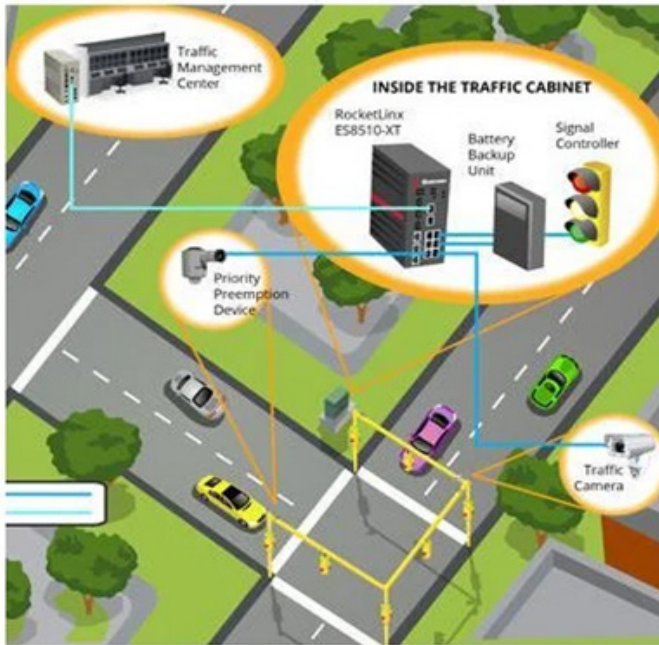 Traffic
Management
Center
INSIDE THE TRAFFIC CABINET
RocketLinx
ES8510-XT
Battery
Backup
Unit
Signal
Controller
Priority
Preemption
Device
Traffic
Camera